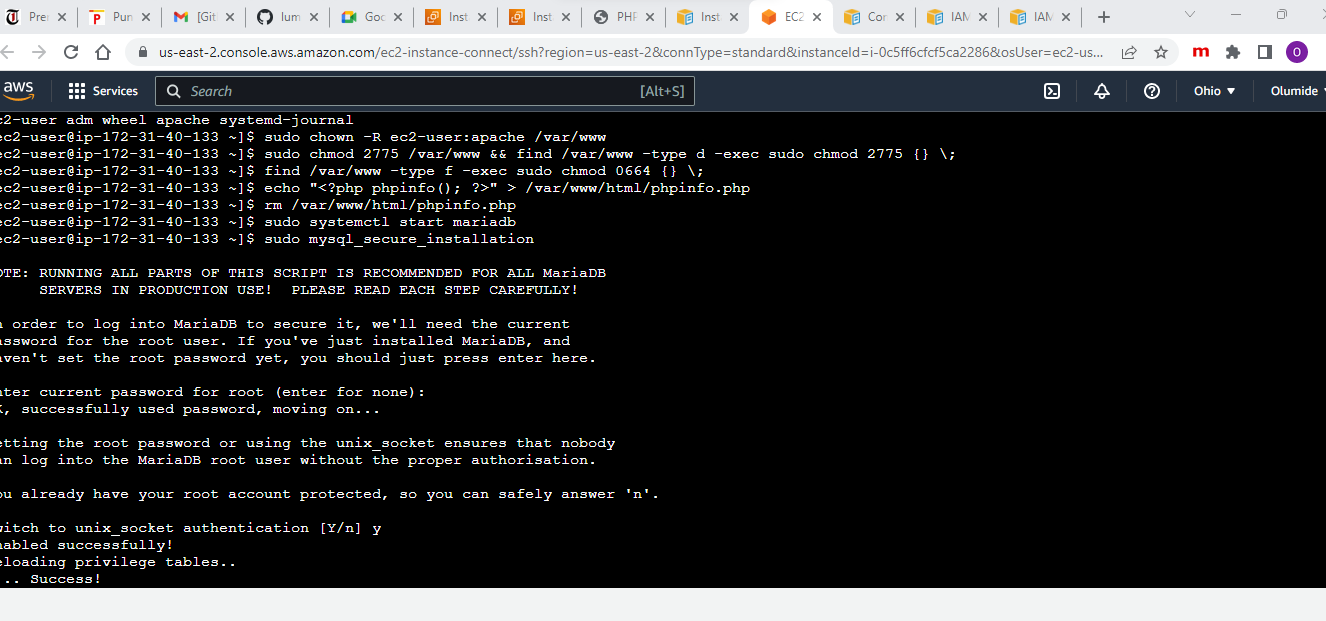 Pre
Pun
[Git
lum
Goo
Inst
Inst
PHP
Inst
EC2
Cor
IAM
IAM
us-east-2.console.aws.amazon.com/ec2-instance-connect/ssh?region=us-east-2&connType=standard&instanceId=i-0c5ff6cfcf5ca2286&osUser=ec2-us...
m
O
aws
Services
Search
[Alt+S]
Ohio
Olumide
c2-user adm wheel apache systemd-journal
ec2-user@ip-172-31-40-133 ~]$ sudo chown -R ec2-user:apache /var/www
ec2-user@ip-172-31-40-133 ~]$ sudo chmod 2775 /var/www && find /var/www -type d -exec sudo chmod 2775 {} \;
ec2-user@ip-172-31-40-133 ~]$ find /var/www -type f -exec sudo chmod 0664 {} \;
ec2-user@ip-172-31-40-133 ~]$ echo "<?php phpinfo(); ?>" > /var/www/html/phpinfo.php
ec2-user@ip-172-31-40-133 ~]$ rm /var/www/html/phpinfo.php
ec2-user@ip-172-31-40-133 ~]$ sudo systemctl start mariadb
ec2-user@ip-172-31-40-133 ~]$ sudo mysql_secure_installation
OTE: RUNNING ALL PARTS OF THIS SCRIPT IS RECOMMENDED FOR ALL MariaDB
SERVERS IN PRODUCTION USE!  PLEASE READ EACH STEP CAREFULLY!
n order to log into MariaDB to secure it, we'll need the current
assword for the root user. If you've just installed MariaDB, and
aven't set the root password yet, you should just press enter here.
nter current password for root (enter for none):
K, successfully used password, moving on...
etting the root password or using the unix_socket ensures that nobody
an log into the MariaDB root user without the proper authorisation.
ou already have your root account protected, so you can safely answer 'n'.
witch to unix_socket authentication [Y/n] y
nabled successfully!
eloading privilege tables..
... Success!